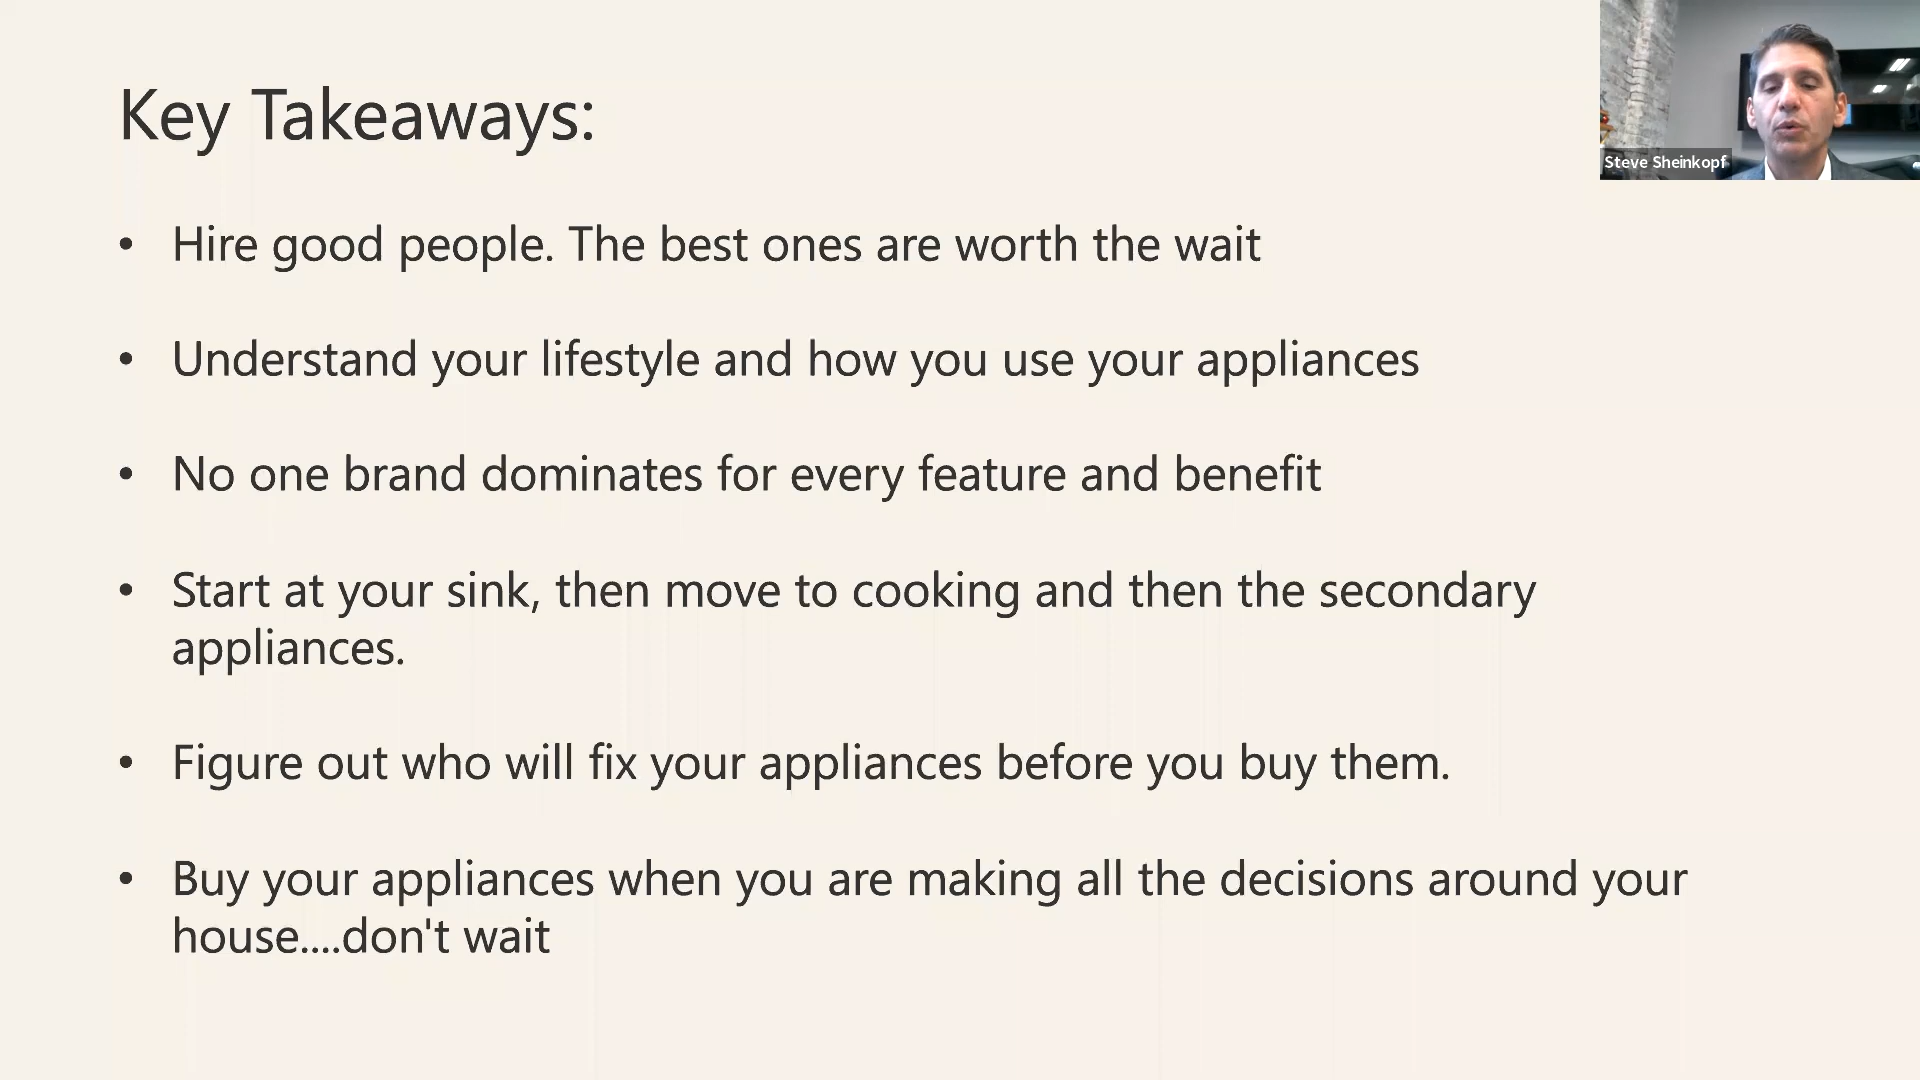 Key Takeaways:
Steve Sheinkopf
• Hire good people. The best ones are worth the wait
• Understand your lifestyle and how you use your appliances
• No one brand dominates for every feature and benefit
• Start at your sink, then move to cooking and then the secondary
appliances.
• Figure out who will fix your appliances before you buy them.
• Buy your appliances when you are making all the decisions around your
house....don't wait